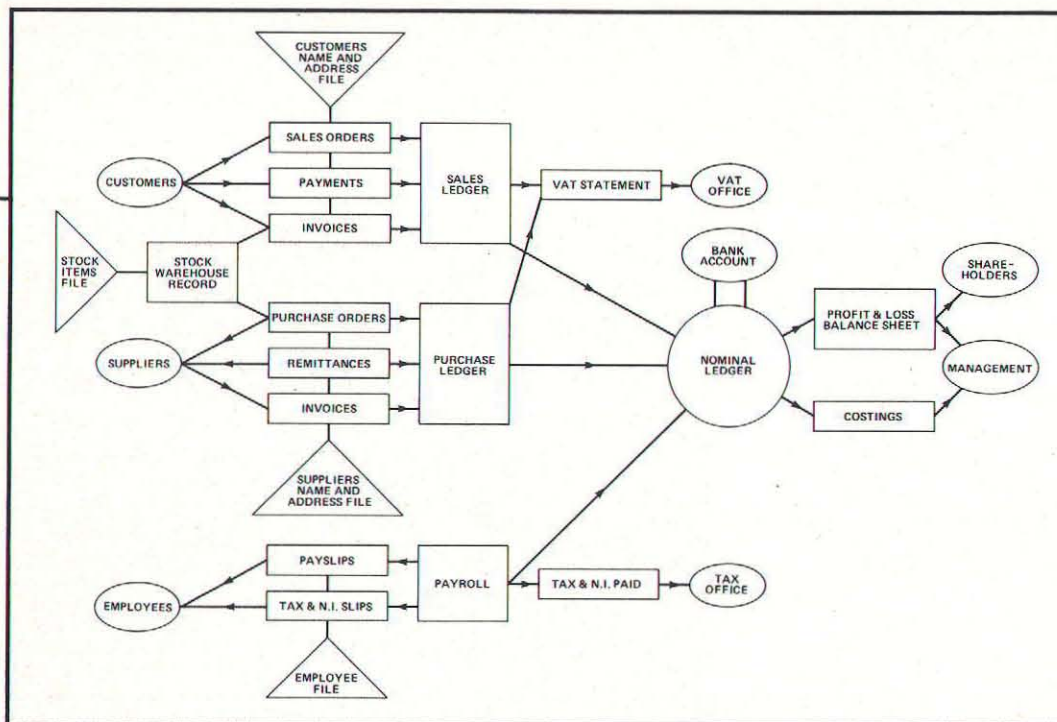 CUSTOMERS
NAME AND
ADDRESS
FILE
SALES ORDERS
CUSTOMERS
PAYMENTS
SALES
LEDGER
VAT STATEMENT
VAT
OFFICE
INVOICES
STOCK
ITEMS
FILE
STOCK
WAREHOUSE
RECORD
BANK
ACCOUNT
SHARE-
HOLDERS
PURCHASE ORDERS
PROFIT & LOSS
BALANCE SHEET
SUPPLIERS
REMITTANCES
PURCHASE
LEDGER
NOMINAL
LEDGER
MANAGEMENT
INVOICES
COSTINGS
SUPPLIERS
NAME AND
ADDRESS FILE
PAYSLIPS
EMPLOYEES
PAYROLL
TAX & N.I. PAID
TAX
OFFICE
TAX & N.I. SLIPS
EMPLOYEE
FILE